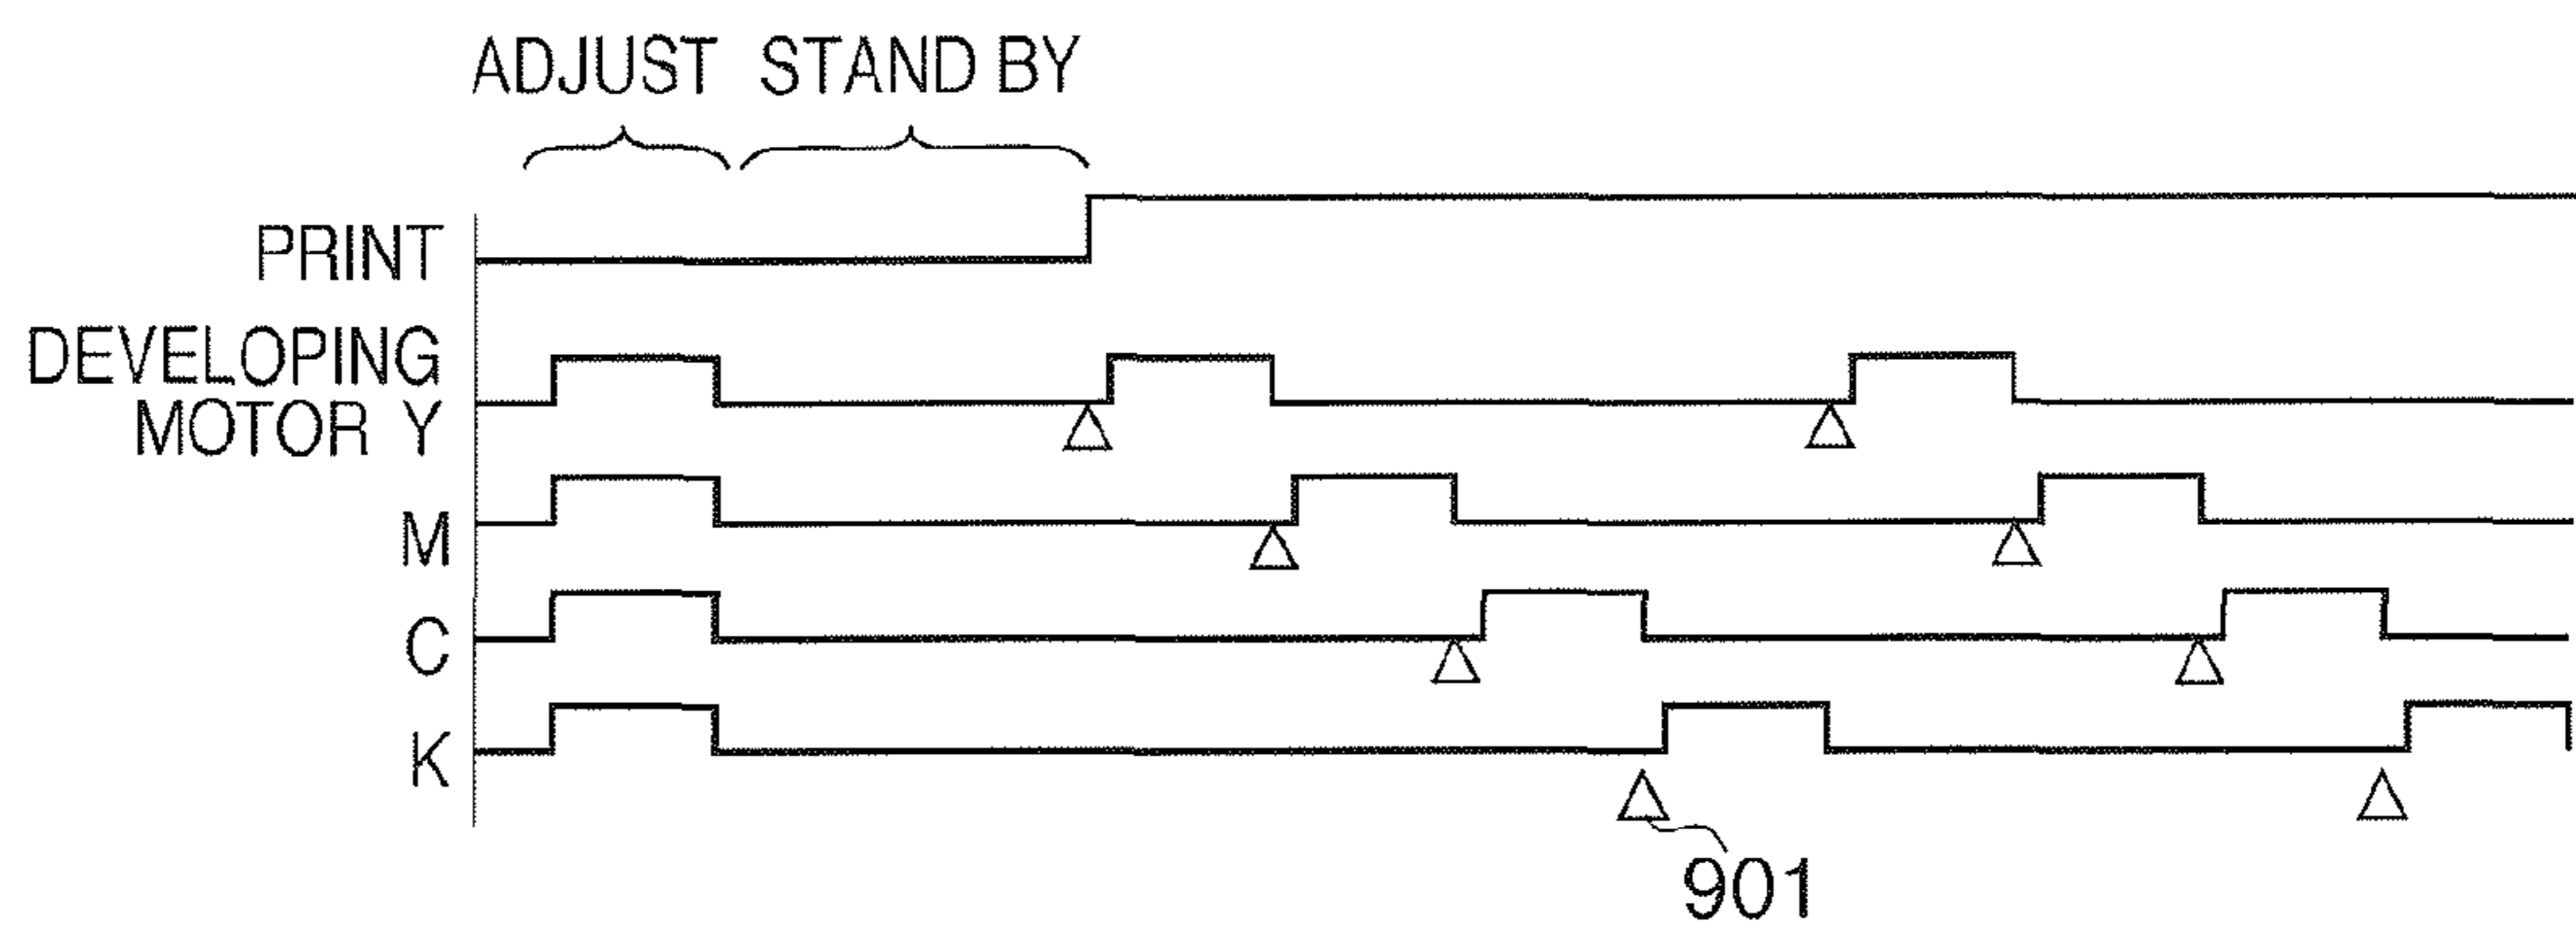 ADJUST STAND BY
PRINT
DEVELOPING
MOTOR Y
M
C
K
901